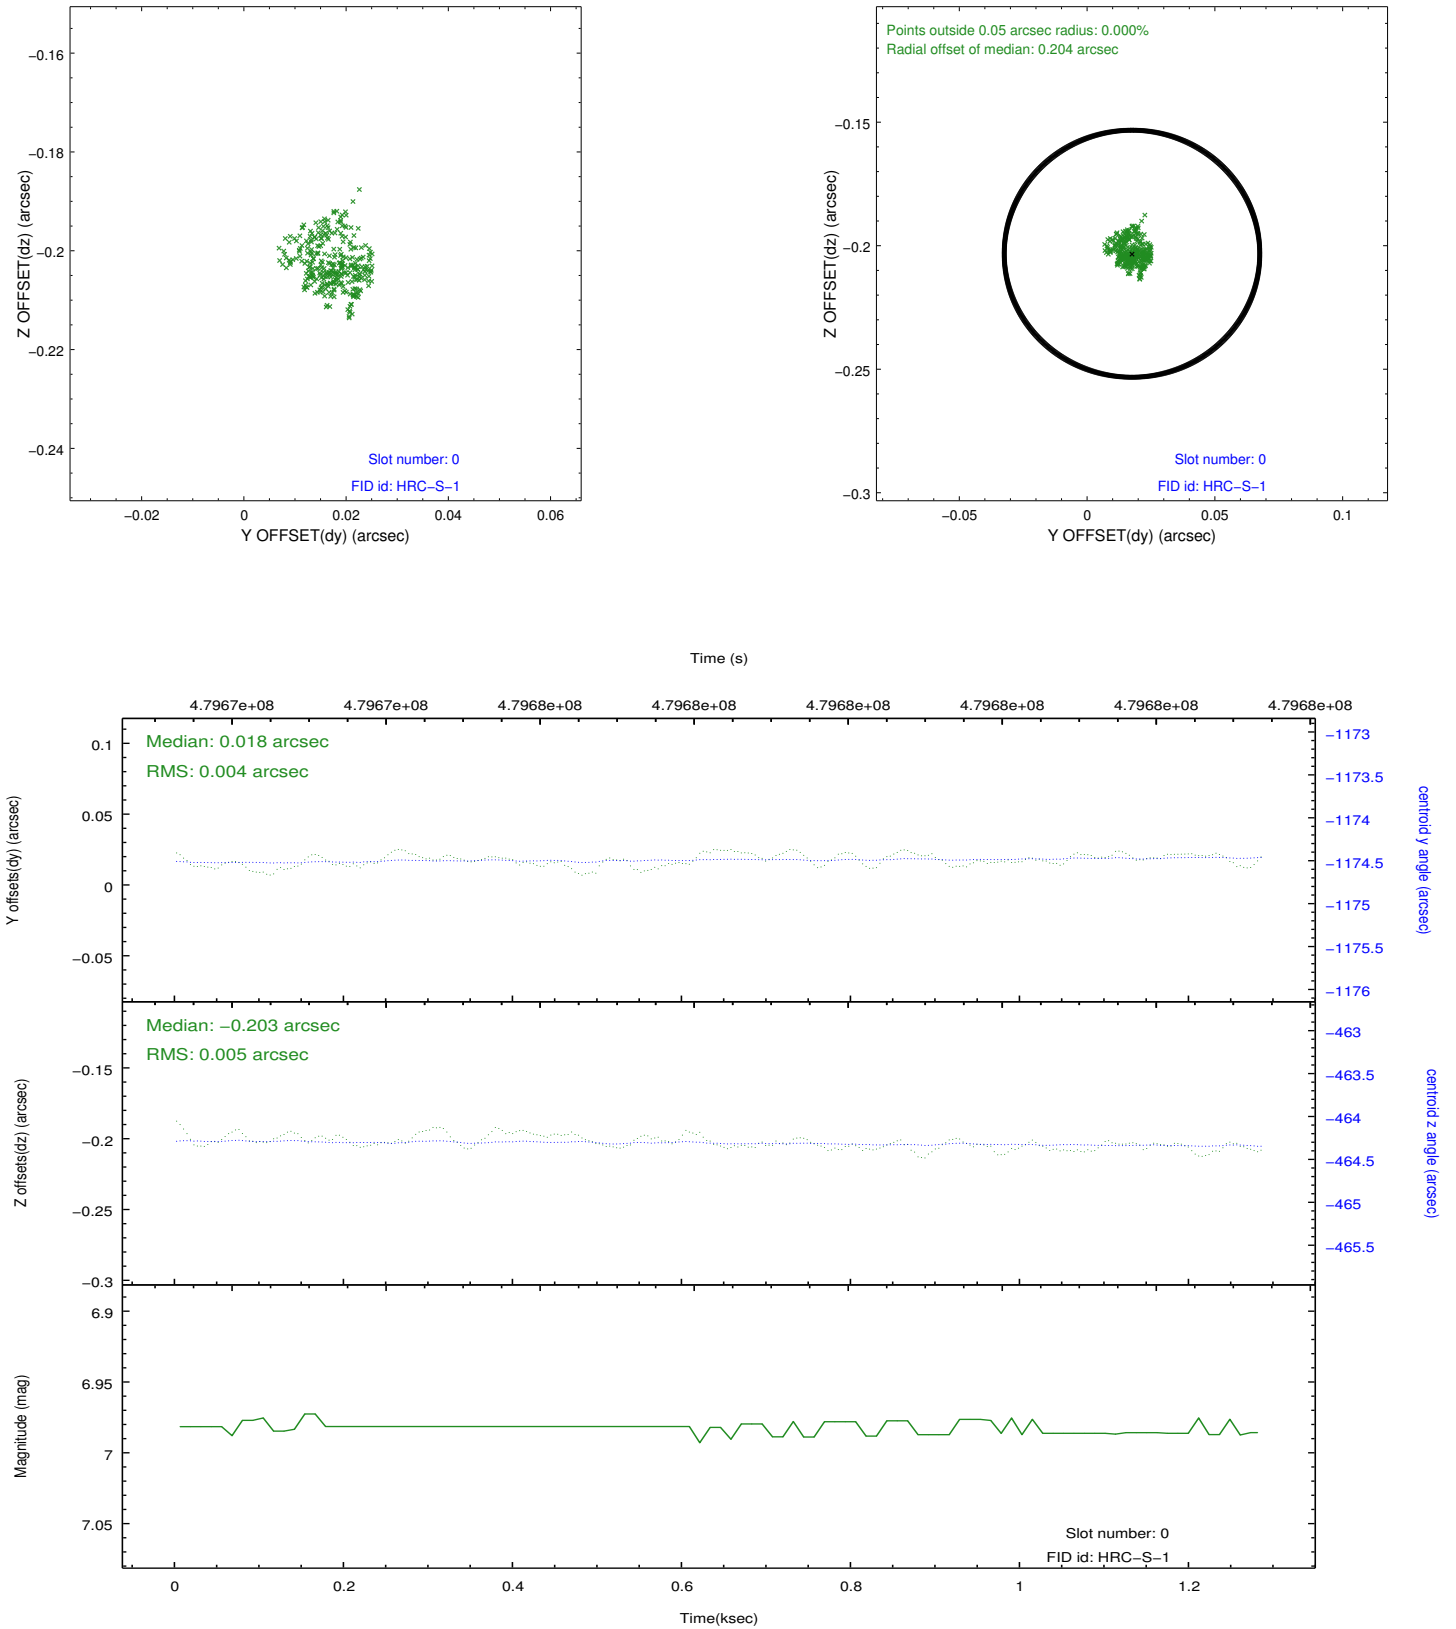 −0.16
−0.18
−0.2
−0.22
−0.24
Z OFFSET(dz) (arcsec)
Slot number: 0
FID id: HRC−S−1
−0.02
0
0.02
0.04
0.06
Y OFFSET(dy) (arcsec)
Points outside 0.05 arcsec radius: 0.000%
Radial offset of median: 0.204 arcsec
−0.15
−0.2
−0.25
−0.3
Z OFFSET(dz) (arcsec)
Slot number: 0
FID id: HRC−S−1
−0.05
0
0.05
0.1
Y OFFSET(dy) (arcsec)
Time (s)
4.7967e+08 4.7967e+08 4.7968e+08 4.7968e+08 4.7968e+08 4.7968e+08 4.7968e+08 4.7968e+08
Median: 0.018 arcsec
RMS: 0.004 arcsec
0.1
0.05
0
−0.05
Y offsets(dy) (arcsec)
−1173
−1173.5
−1174
−1174.5
−1175
−1175.5
−1176
centroid y angle (arcsec)
Median: −0.203 arcsec
RMS: 0.005 arcsec
−0.15
−0.2
−0.25
−0.3
Z offsets(dz) (arcsec)
−463
−463.5
−464
−464.5
−465
−465.5
centroid z angle (arcsec)
6.9
6.95
7
7.05
Magnitude (mag)
Slot number: 0
FID id: HRC−S−1
0 0.2 0.4 0.6 0.8 1 1.2
Time(ksec)